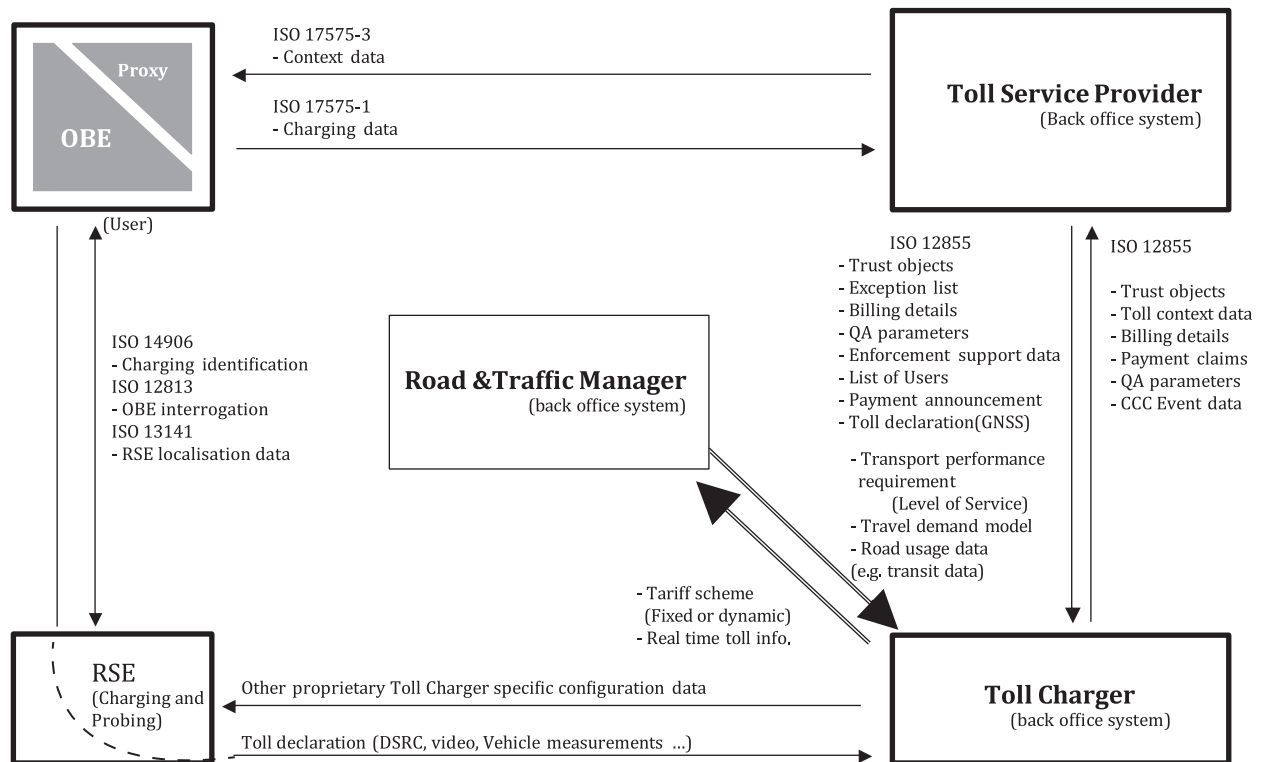 ISO 17575-3
- Context data
Proxy
OBE
ISO 17575-1
- Charging data
Toll Service Provider
(Back office system)
(User)
ISO 12855
- Trust objects
- Exception list
- Billing details
- QA parameters
- Enforcement support data
- List of Users
- Payment announcement
- Toll declaration(GNSS)
- Transport performance
requirement
(Level of Service)
- Travel demand model
- Road usage data
(e.g. transit data)
ISO 12855
- Trust objects
- Toll context data
- Billing details
- Payment claims
- QA parameters
- CCC Event data
ISO 14906
- Charging identification
ISO 12813
- OBE interrogation
ISO 13141
- RSE localisation data
Road &Traffic Manager
(back office system)
- Tariff scheme
(Fixed or dynamic)
- Real time toll info.
RSE
(Charging and
Probing)
Other proprietary Toll Charger specific configuration data
Toll declaration (DSRC, video, Vehicle measurements ...)
Toll Charger
(back office system)